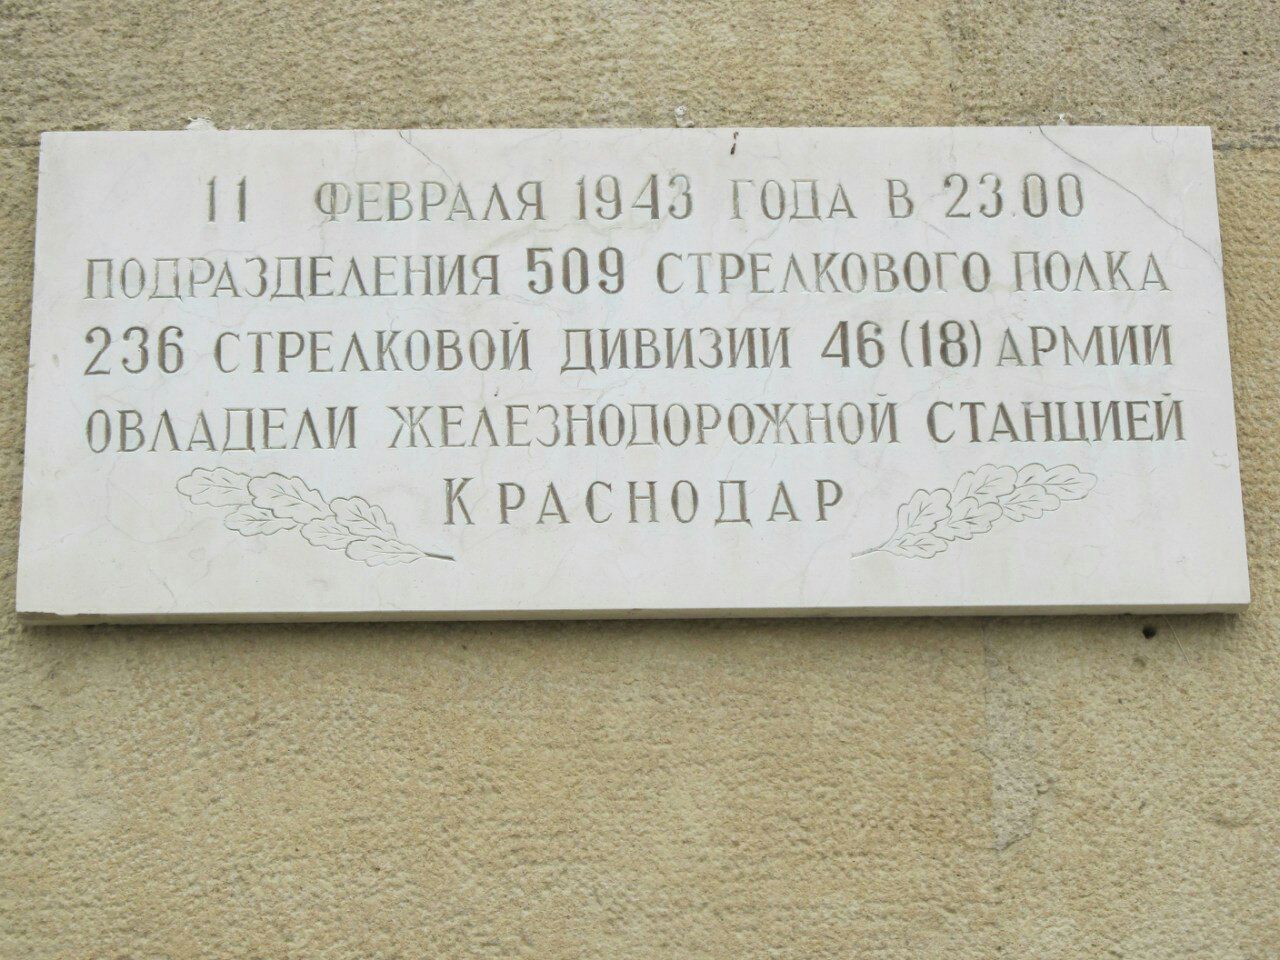 11 ФЕВРАЛЯ 1943 ГОДА В 23.00
ПОДРАЗДЕЛЕНИЯ 509 СТРЕЛКОВОГО ПОЛКА
236 СТРЕЛКОВОЙ ДИВИЗИИ 46(18) АРМИИ
ОВЛАДЕЛИ ЖЕЛЕЗНОДОРОЖНОЙ СТАНЦИЕЙ
КРАСНОДАР